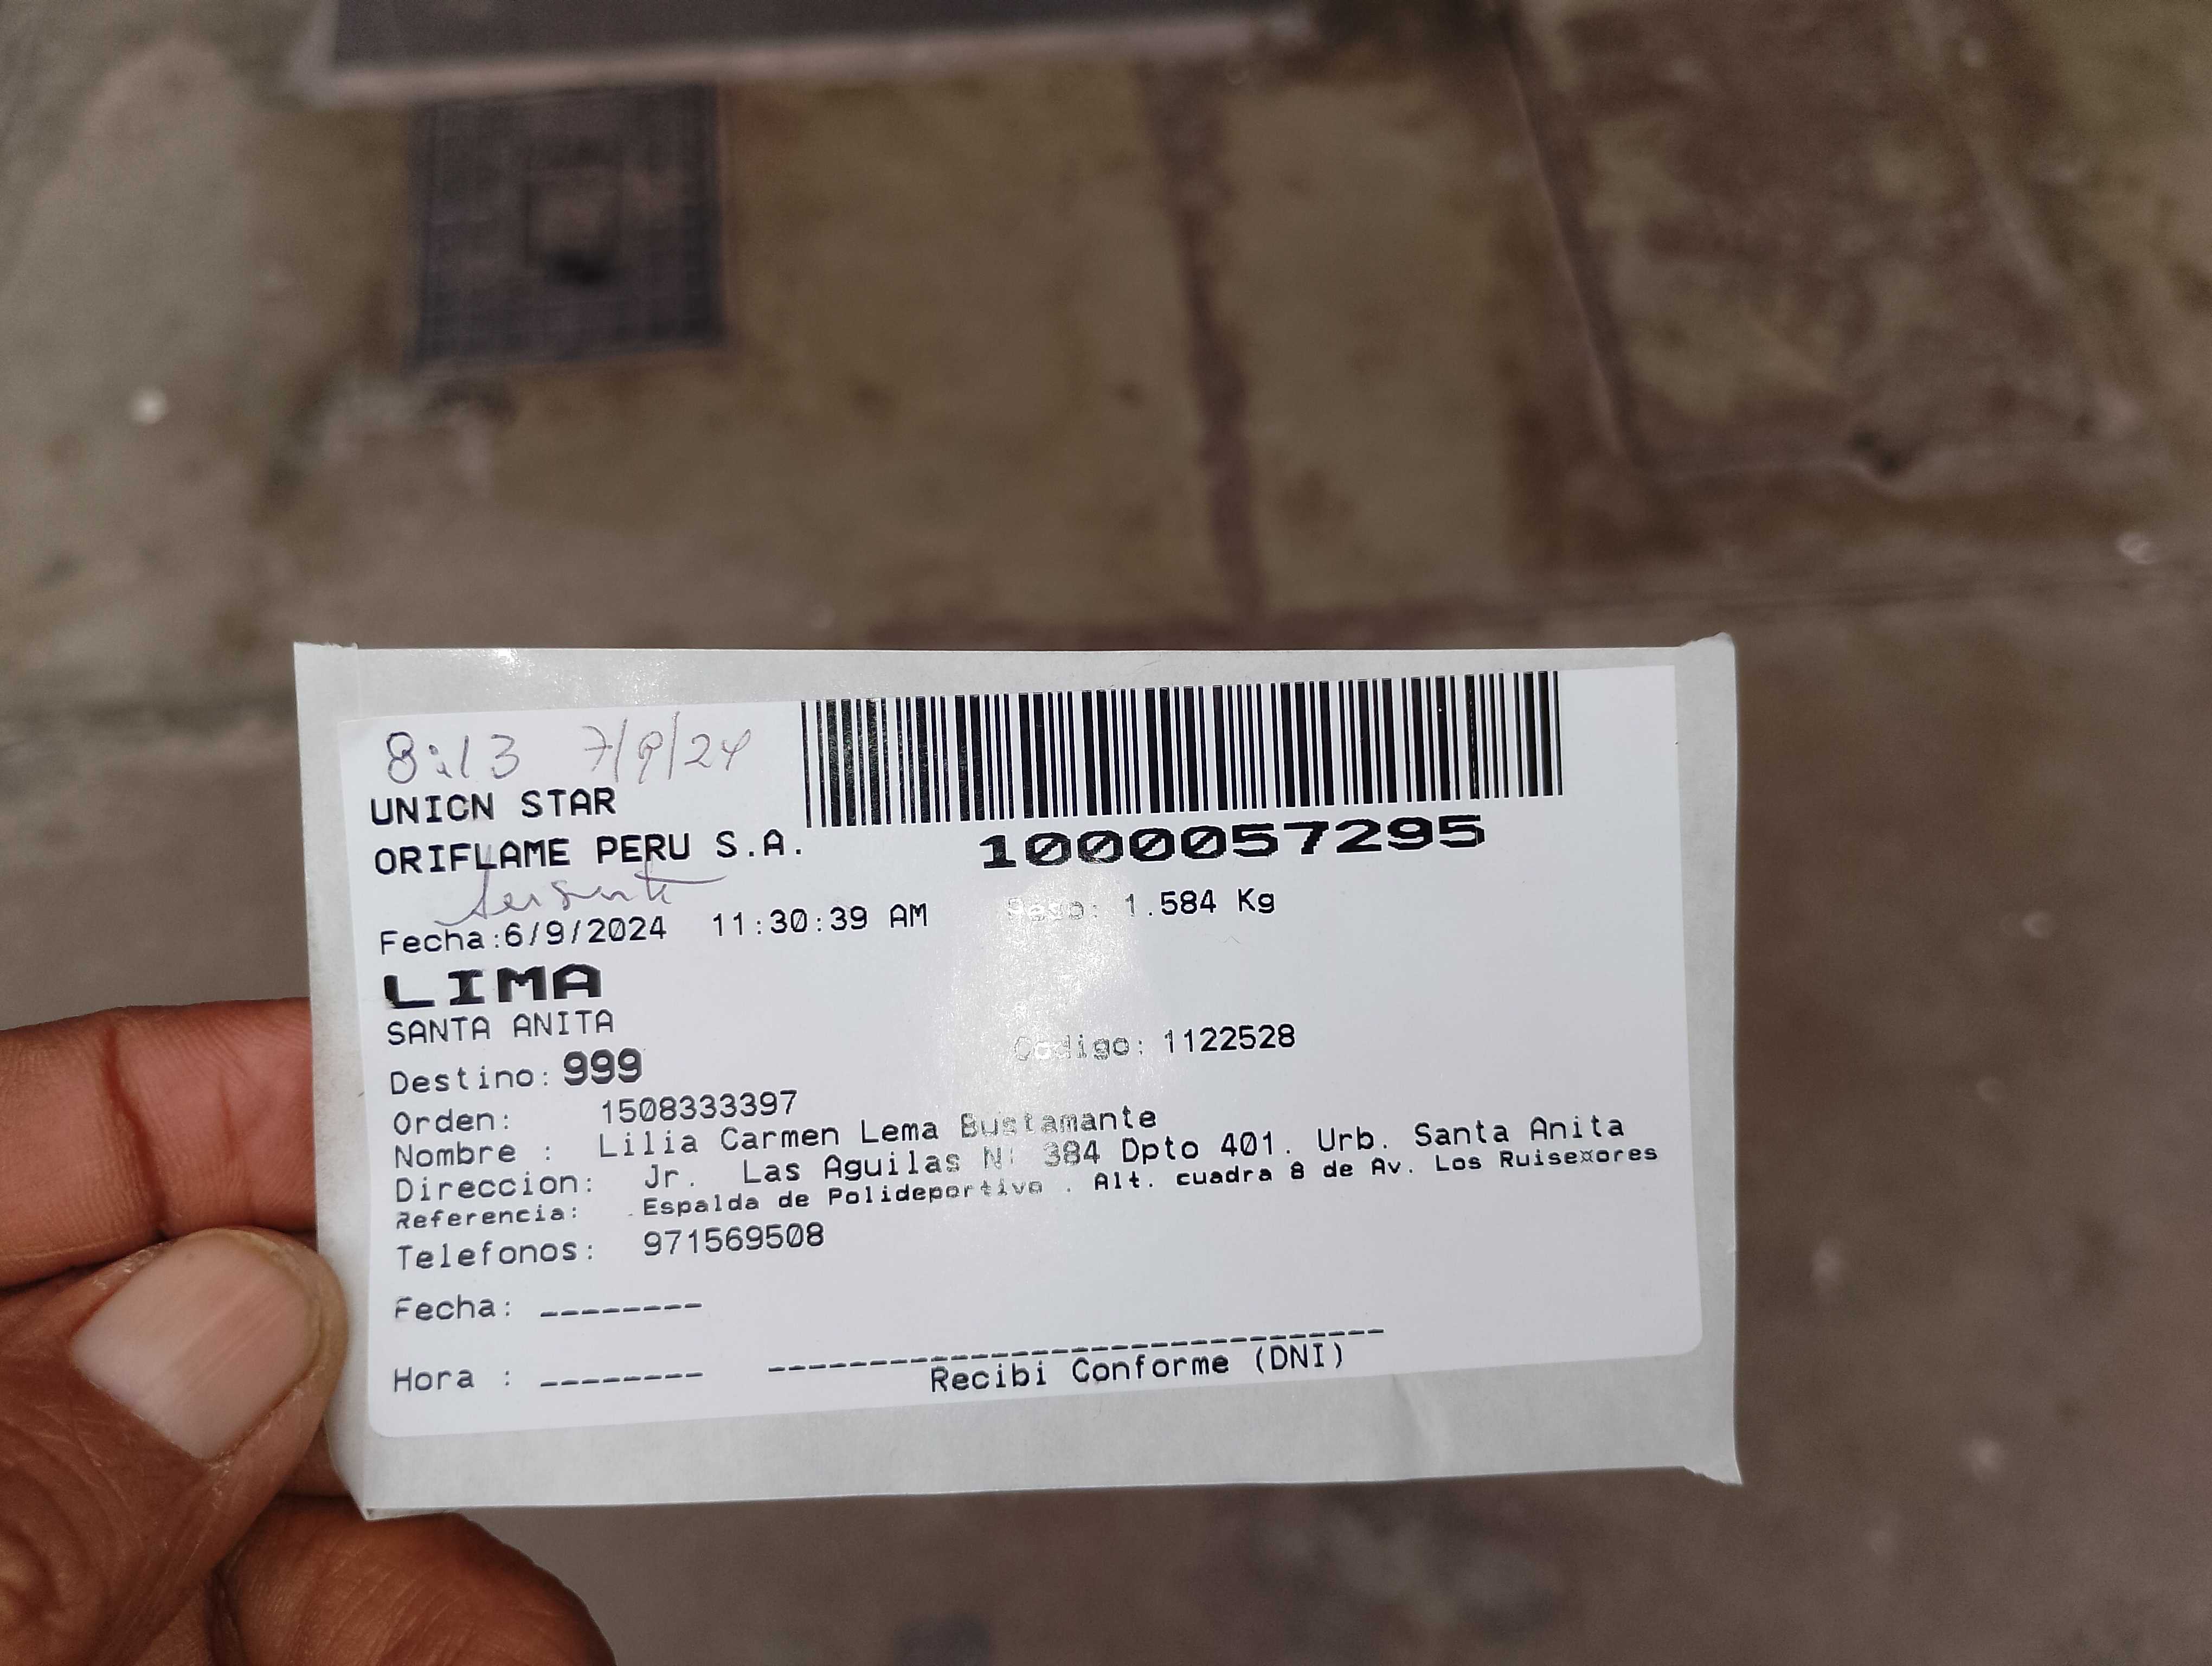 8:13 7/9/24
UNION STAR
ORIFLAME PERU S.A.
1000057295
Ausente
Fecha:6/9/2024 11:30:39 AM Peso: 1.584 Kg
LIMA
SANTA ANITA
Destino: 999 Codigo: 1122528
Orden: 1508333397
Nombre : Lilia Carmen Lema Bustamante
Direccion: Jr. Las Aguilas N: 384 Dpto 401. Urb. Santa Anita
Referencia: Espalda de Polideportivo . Alt. cuadra 8 de Av. Los Ruise¤ores
Telefonos: 971569508
Fecha: --------
Hora : --------
Recibi Conforme (DNI)